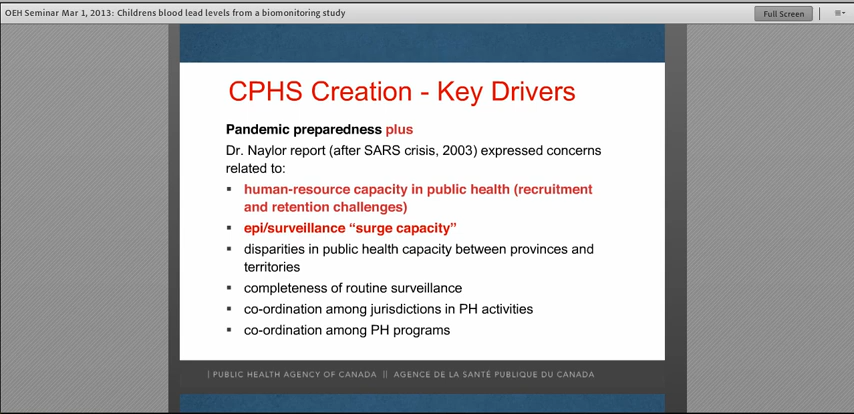 OEH Seminar Mar 1, 2013: Childrens blood lead levels from a biomonitoring study
Full Screen
CPHS Creation - Key Drivers
Pandemic preparedness plus
Dr. Naylor report (after SARS crisis, 2003) expressed concerns
related to:
▪ human-resource capacity in public health (recruitment
and retention challenges)
▪ epi/surveillance “surge capacity”
▪ disparities in public health capacity between provinces and
territories
▪ completeness of routine surveillance
▪ co-ordination among jurisdictions in PH activities
▪ co-ordination among PH programs
| PUBLIC HEALTH AGENCY OF CANADA || AGENCE DE LA SANTÉ PUBLIQUE DU CANADA